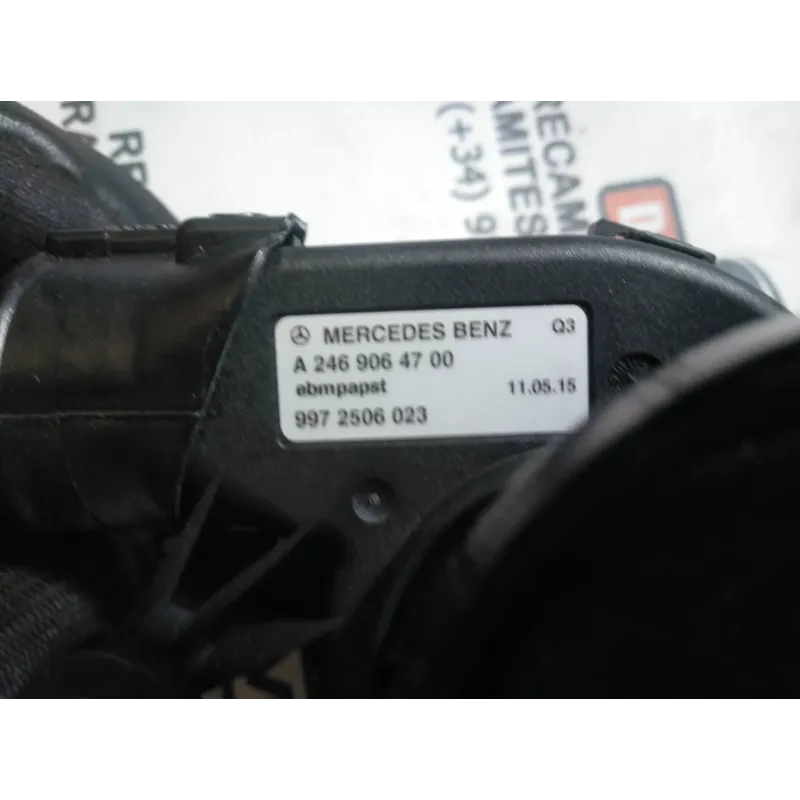 MERCEDES BENZ Q3
A 246 906 47 00
ebmpapst 11.05.15
997 2506 023
RECAM
AMITES
(+34) 9